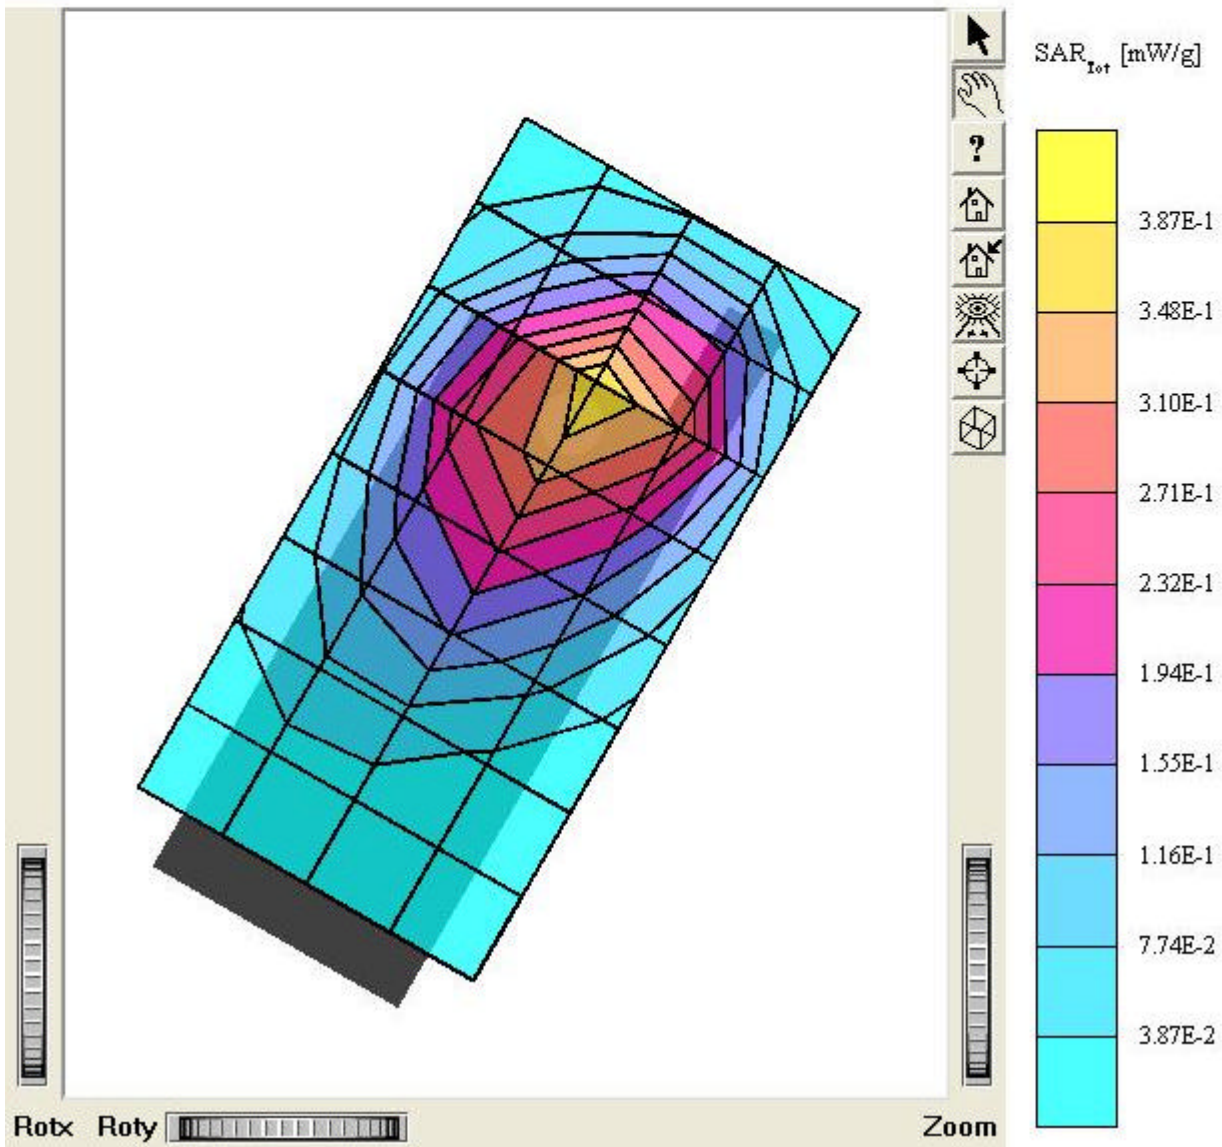 SARTot [mW/g]
?
3.87E-1
3.48E-1
3.10E-1
2.71E-1
2.32E-1
1.94E-1
1.55E-1
1.16E-1
7.74E-2
3.87E-2
Rotx Roty Zoom